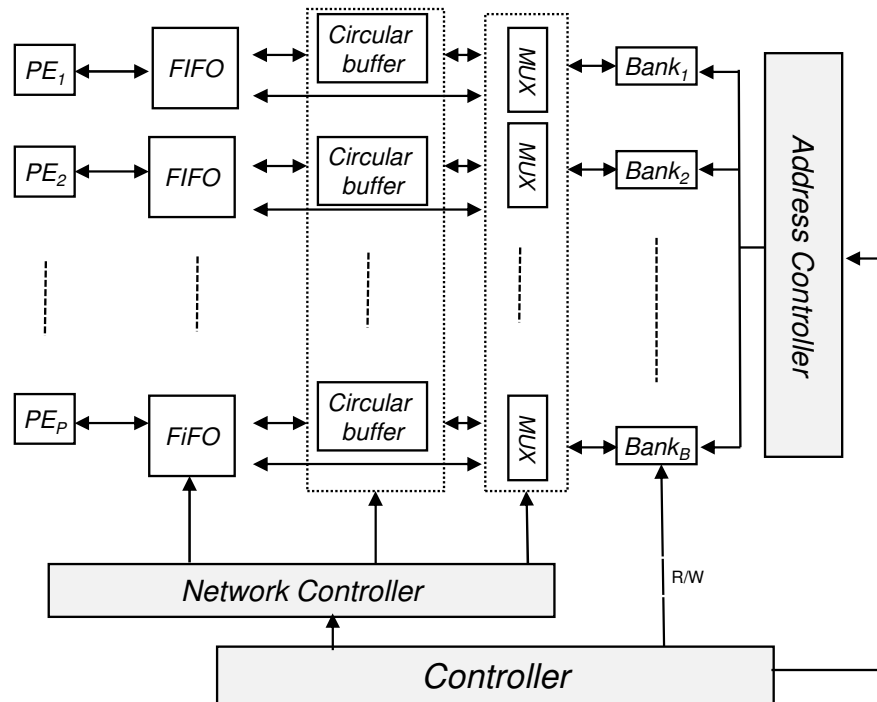 PE1 FIFO Circular buffer MUX Bank1
PE2 FIFO Circular buffer MUX Bank2
Address Controller
PEP FiFO Circular buffer MUX BankB
R/W
Network Controller
Controller